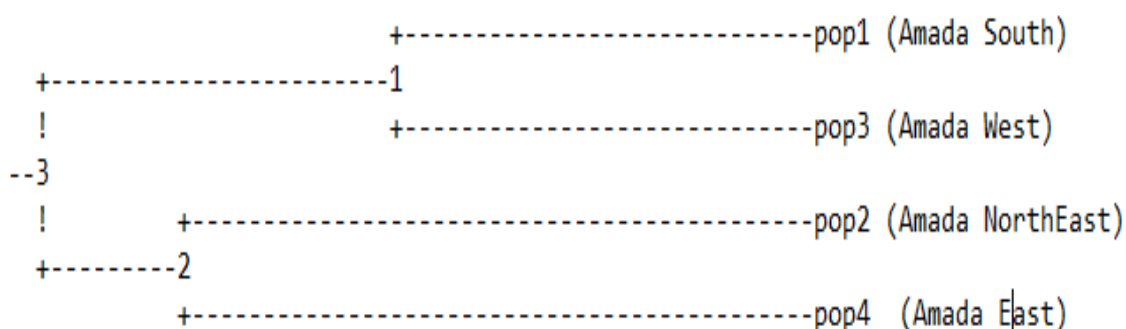 +-----------------------------pop1 (Amada South)
+------------------------1
! +-----------------------------pop3 (Amada West)
--3
! +--------------------------------------------pop2 (Amada NorthEast)
+---------2
+--------------------------------------------pop4 (Amada East)